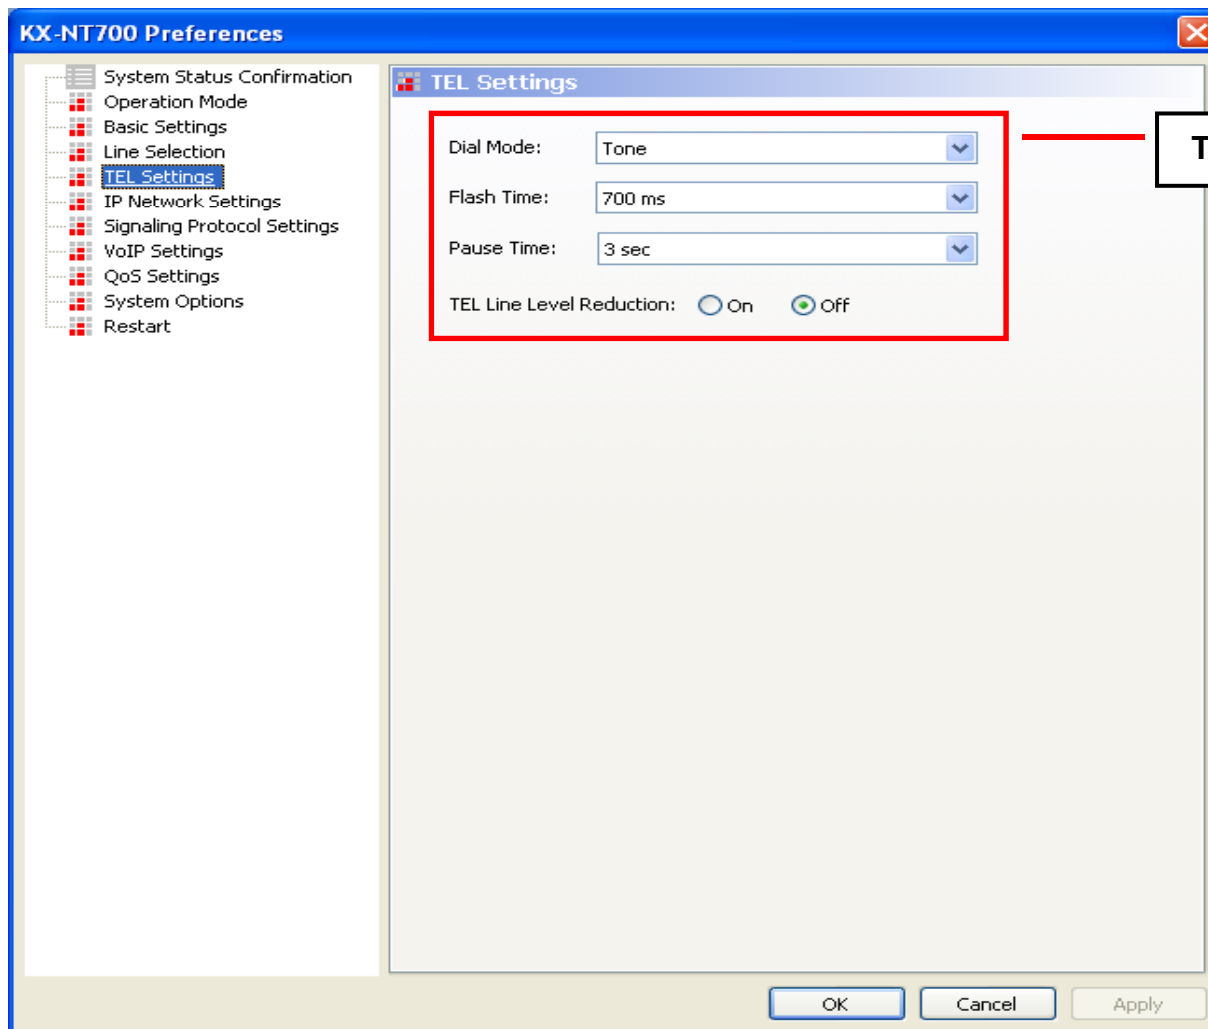 KX-NT700 Preferences
System Status Confirmation
Operation Mode
Basic Settings
Line Selection
TEL Settings
IP Network Settings
Signaling Protocol Settings
VoIP Settings
QoS Settings
System Options
Restart
TEL Settings
Dial Mode: Tone
Flash Time: 700 ms
Pause Time: 3 sec
TEL Line Level Reduction: On Off
T
OK Cancel Apply